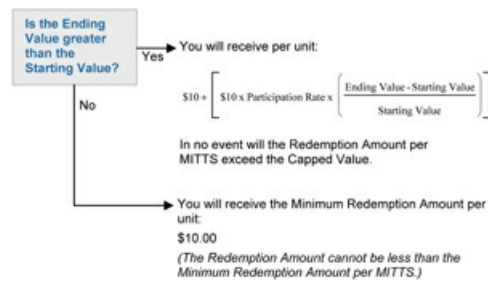 Is the Ending
Value greater
than the
Starting Value?
Yes
You will receive per unit:
$10 + [ $10 x Participation Rate x ( Ending Value - Starting Value
Starting Value ) ]
No
In no event will the Redemption Amount per
MITTS exceed the Capped Value.
You will receive the Minimum Redemption Amount per
unit:
$10.00
(The Redemption Amount cannot be less than the
Minimum Redemption Amount per MITTS.)